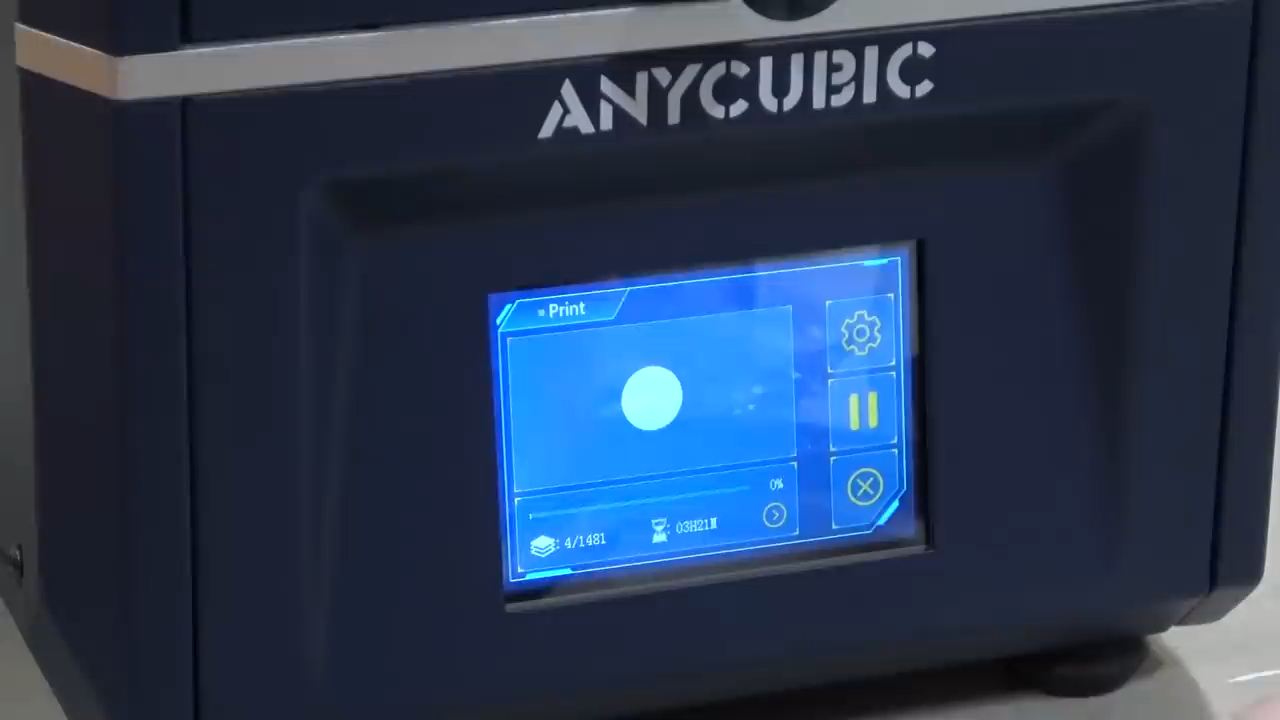 ANYCUBIC
Print
0%
: 4/1481
: 03H21M